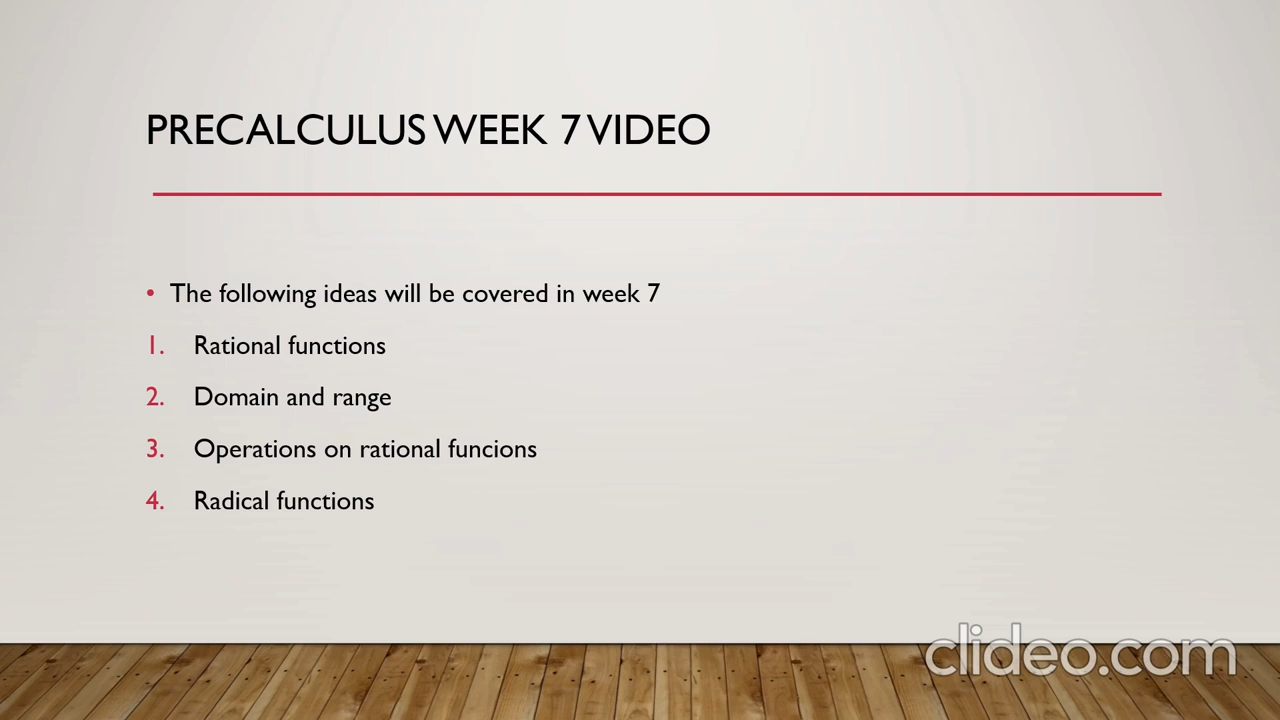 PRECALCULUS WEEK 7 VIDEO
• The following ideas will be covered in week 7
1. Rational functions
2. Domain and range
3. Operations on rational funcions
4. Radical functions
clideo.com